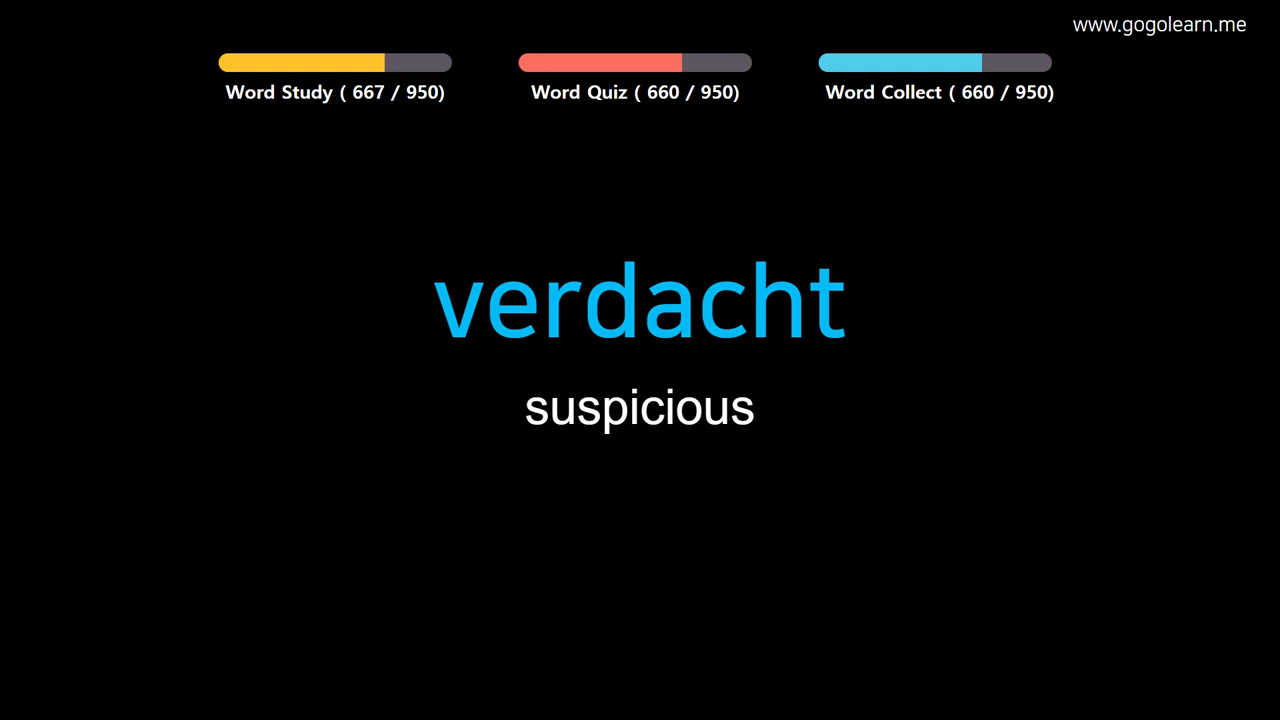 www.gogolearn.me
Word Study ( 667 / 950)
Word Quiz ( 660 / 950)
Word Collect ( 660 / 950)
verdacht
suspicious